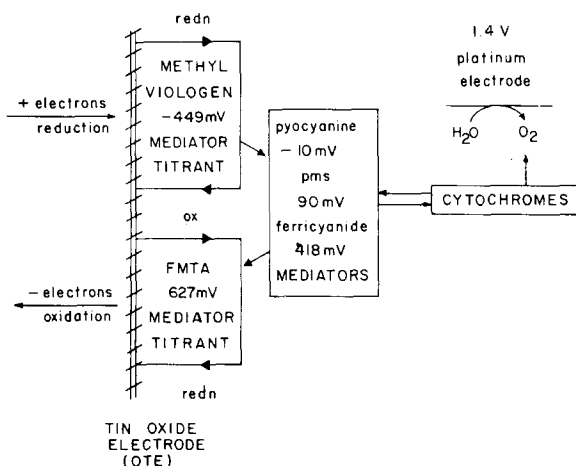 redn
METHYL
VIOLOGEN
-449mV
MEDIATOR
TITRANT
+ electrons
reduction
ox
FMTA
627mV
MEDIATOR
TITRANT
- electrons
oxidation
redn
TIN OXIDE
ELECTRODE
(OTE)
pyocyanine
- 10mV
pms
90mV
ferricyanide
418mV
MEDIATORS
1.4 V
platinum
electrode
H₂O O₂
CYTOCHROMES